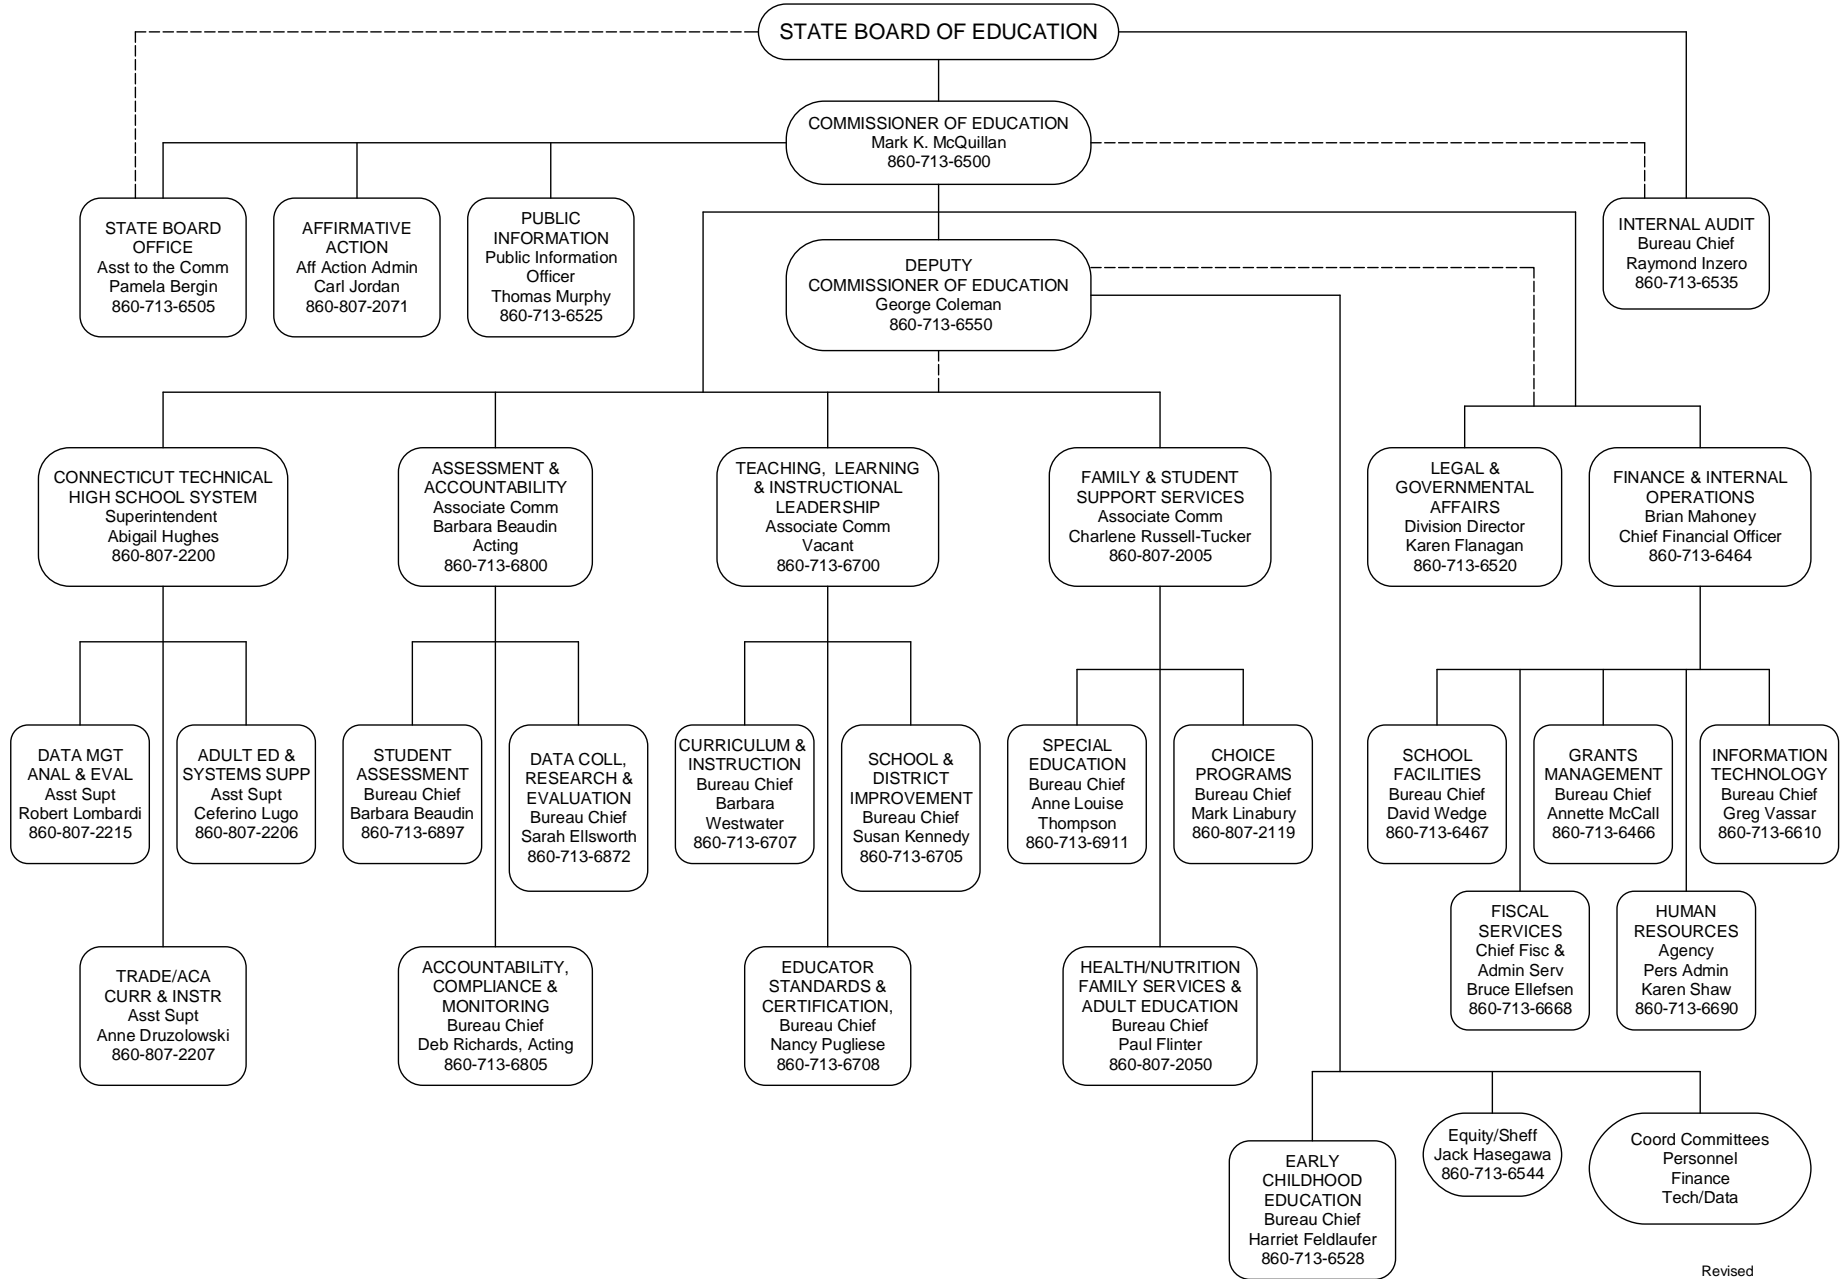 STATE BOARD OF EDUCATION
COMMISSIONER OF EDUCATION
Mark K. McQuillan
860-713-6500
STATE BOARD
OFFICE
Asst to the Comm
Pamela Bergin
860-713-6505
AFFIRMATIVE
ACTION
Aff Action Admin
Carl Jordan
860-807-2071
PUBLIC
INFORMATION
Public Information
Officer
Thomas Murphy
860-713-6525
DEPUTY
COMMISSIONER OF EDUCATION
George Coleman
860-713-6550
INTERNAL AUDIT
Bureau Chief
Raymond Inzero
860-713-6535
CONNECTICUT TECHNICAL
HIGH SCHOOL SYSTEM
Superintendent
Abigail Hughes
860-807-2200
ASSESSMENT &
ACCOUNTABILITY
Associate Comm
Barbara Beaudin
Acting
860-713-6800
TEACHING, LEARNING
& INSTRUCTIONAL
LEADERSHIP
Associate Comm
Vacant
860-713-6700
FAMILY & STUDENT
SUPPORT SERVICES
Associate Comm
Charlene Russell-Tucker
860-807-2005
LEGAL &
GOVERNMENTAL
AFFAIRS
Division Director
Karen Flanagan
860-713-6520
FINANCE & INTERNAL
OPERATIONS
Brian Mahoney
Chief Financial Officer
860-713-6464
DATA MGT
ANAL & EVAL
Asst Supt
Robert Lombardi
860-807-2215
ADULT ED &
SYSTEMS SUPP
Asst Supt
Ceferino Lugo
860-807-2206
STUDENT
ASSESSMENT
Bureau Chief
Barbara Beaudin
860-713-6897
DATA COLL,
RESEARCH &
EVALUATION
Bureau Chief
Sarah Ellsworth
860-713-6872
CURRICULUM &
INSTRUCTION
Bureau Chief
Barbara
Westwater
860-713-6707
SCHOOL &
DISTRICT
IMPROVEMENT
Bureau Chief
Susan Kennedy
860-713-6705
SPECIAL
EDUCATION
Bureau Chief
Anne Louise
Thompson
860-713-6911
CHOICE
PROGRAMS
Bureau Chief
Mark Linabury
860-807-2119
SCHOOL
FACILITIES
Bureau Chief
David Wedge
860-713-6467
GRANTS
MANAGEMENT
Bureau Chief
Annette McCall
860-713-6466
INFORMATION
TECHNOLOGY
Bureau Chief
Greg Vassar
860-713-6610
FISCAL
SERVICES
Chief Fisc &
Admin Serv
Bruce Ellefsen
860-713-6668
HUMAN
RESOURCES
Agency
Pers Admin
Karen Shaw
860-713-6690
TRADE/ACA
CURR & INSTR
Asst Supt
Anne Druzolowski
860-807-2207
ACCOUNTABILiTY,
COMPLIANCE &
MONITORING
Bureau Chief
Deb Richards, Acting
860-713-6805
EDUCATOR
STANDARDS &
CERTIFICATION,
Bureau Chief
Nancy Pugliese
860-713-6708
HEALTH/NUTRITION
FAMILY SERVICES &
ADULT EDUCATION
Bureau Chief
Paul Flinter
860-807-2050
EARLY
CHILDHOOD
EDUCATION
Bureau Chief
Harriet Feldlaufer
860-713-6528
Equity/Sheff
Jack Hasegawa
860-713-6544
Coord Committees
Personnel
Finance
Tech/Data
Revised